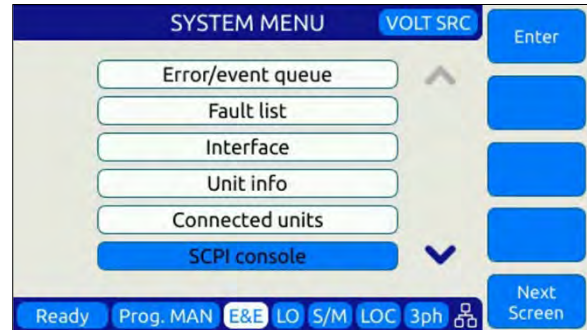 SYSTEM MENU VOLT SRC
Enter
Error/event queue
Fault list
Interface
Unit info
Connected units
SCPI console
Ready Prog. MAN E&E LO S/M LOC 3ph
Next
Screen